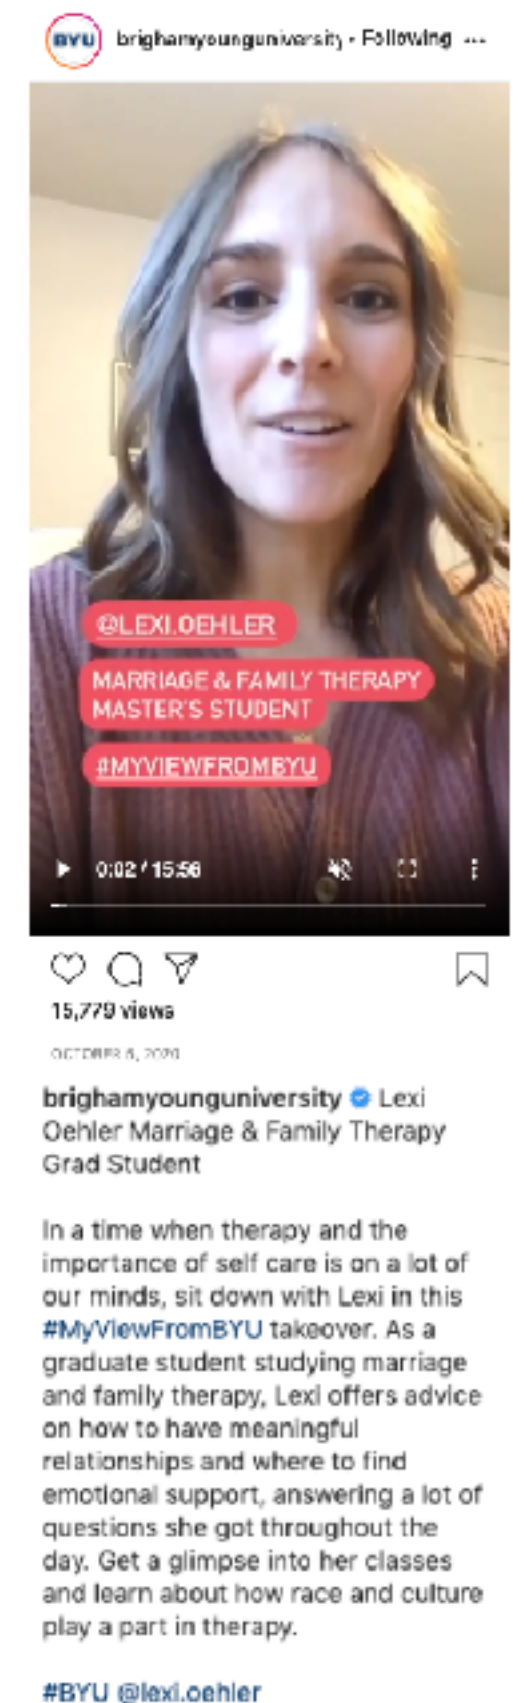 BYU brighamyounguniversity • Following ···
@LEXI.OEHLER
MARRIAGE & FAMILY THERAPY
MASTER'S STUDENT
#MYVIEWFROMBYU
0:02 / 15:56
15,779 views
OCTOBER 6, 2020
brighamyounguniversity Lexi
Oehler Marriage & Family Therapy
Grad Student
In a time when therapy and the
importance of self care is on a lot of
our minds, sit down with Lexi in this
#MyViewFromBYU takeover. As a
graduate student studying marriage
and family therapy, Lexi offers advice
on how to have meaningful
relationships and where to find
emotional support, answering a lot of
questions she got throughout the
day. Get a glimpse into her classes
and learn about how race and culture
play a part in therapy.
#BYU @lexi.oehler